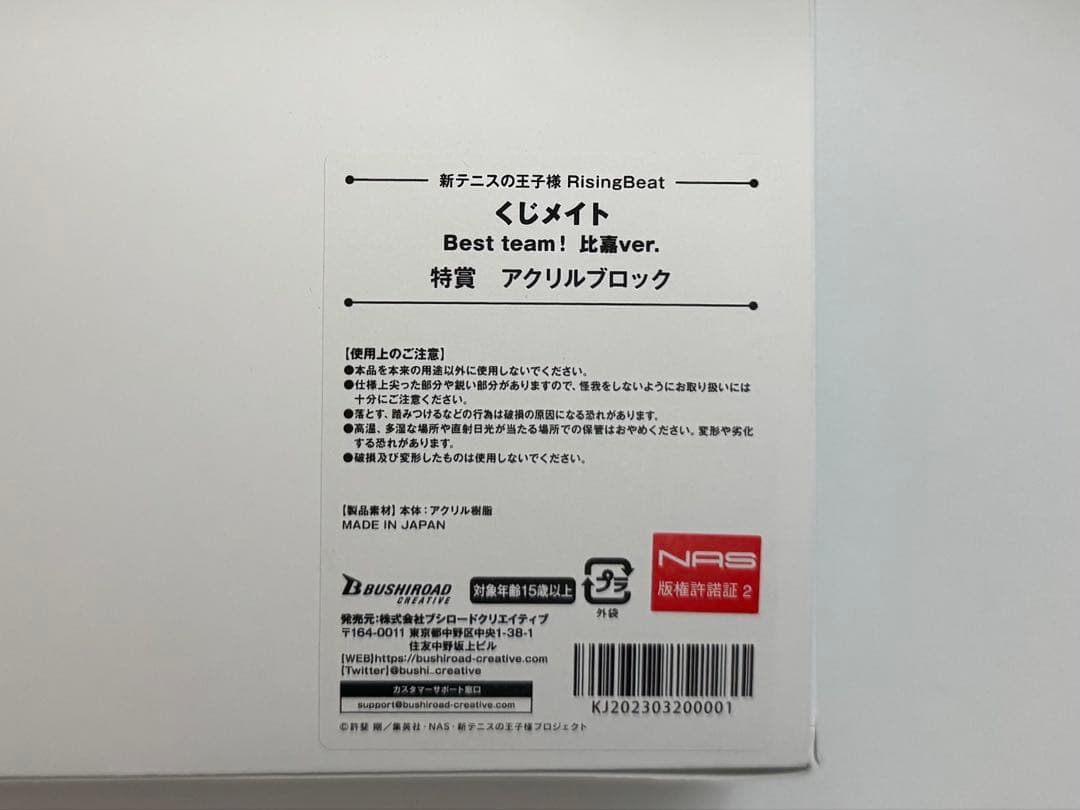 新テニスの王子様 RisingBeat
くじメイト
Best team! 比嘉ver.
特賞　アクリルブロック
【使用上のご注意】
●本品を本来の用途以外に使用しないでください。
●仕様上尖った部分や鋭い部分がありますので、怪我をしないようにお取り扱いには
十分にご注意ください。
●落とす、踏みつけるなどの行為は破損の原因になる恐れがあります。
●高温、多湿な場所や直射日光が当たる場所での保管はおやめください。変形や劣化
する恐れがあります。
●破損及び変形したものは使用しないでください。
【製品素材】本体：アクリル樹脂
MADE IN JAPAN
BUSHIROAD
CREATIVE
対象年齢15歳以上
プラ
外袋
NAS
版権許諾証 2
発売元：株式会社ブシロードクリエイティブ
〒164-0011 東京都中野区中央1-38-1
住友中野坂上ビル
[WEB]https://bushiroad-creative.com
[Twitter]@bushi_creative
カスタマーサポート窓口
support@bushiroad-creative.com
KJ202303200001
©許斐 剛／集英社・NAS・新テニスの王子様プロジェクト